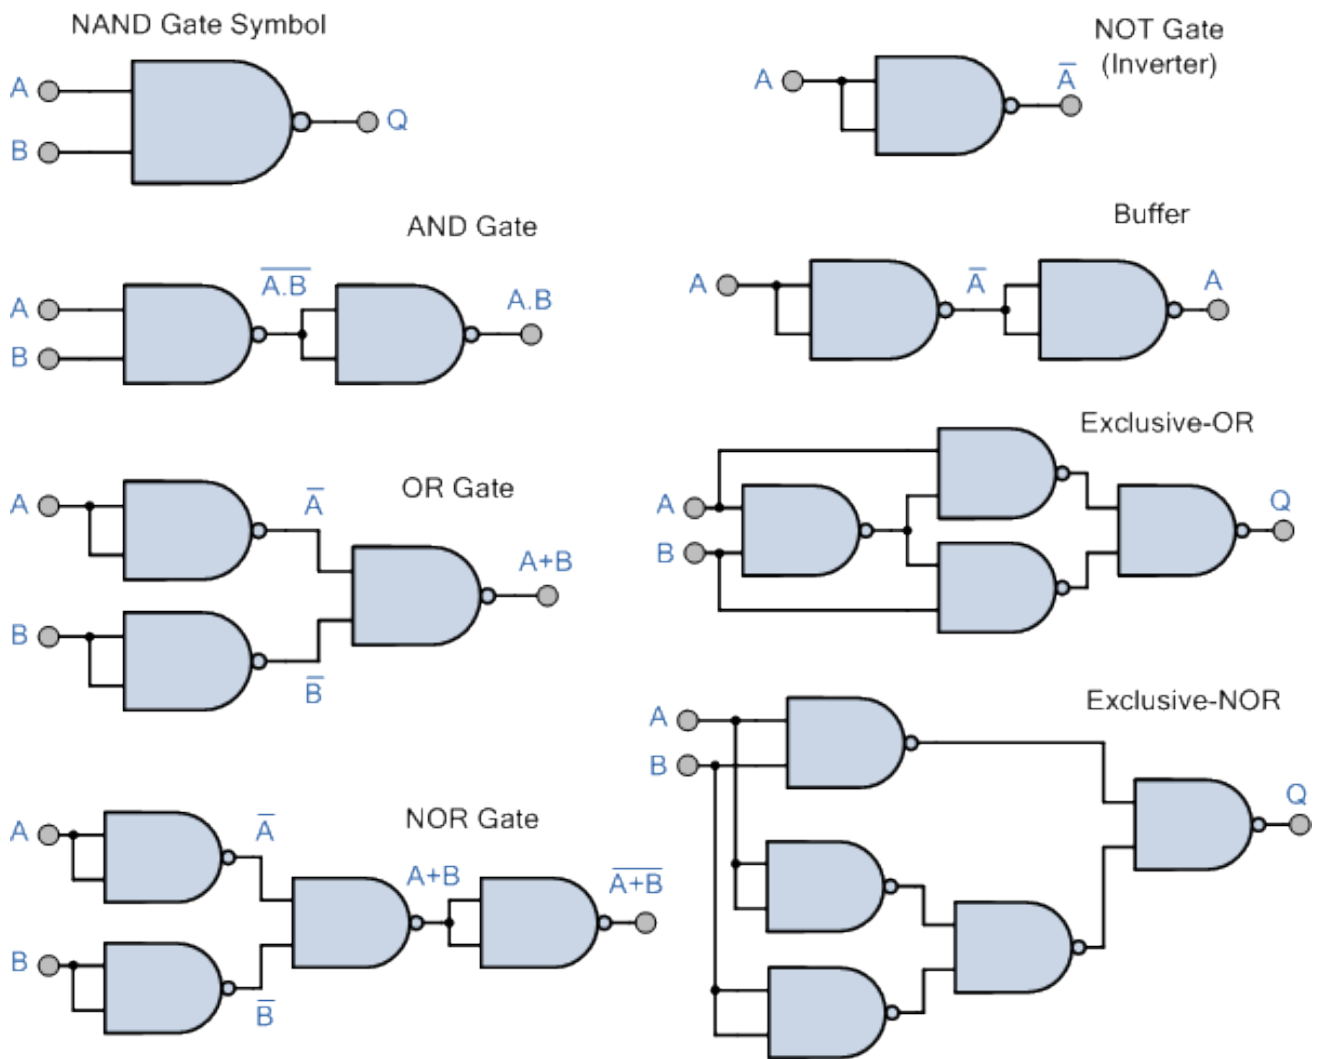 NAND Gate Symbol
A
B
Q
NOT Gate
(Inverter)
A
A̅
AND Gate
A
B
A̅.̅B̅
A.B
Buffer
A
A̅
A
OR Gate
A
B
A̅
B̅
A+B
Exclusive-OR
A
B
Q
NOR Gate
A
B
A̅
B̅
A+B
A̅+̅B̅
Exclusive-NOR
A
B
Q